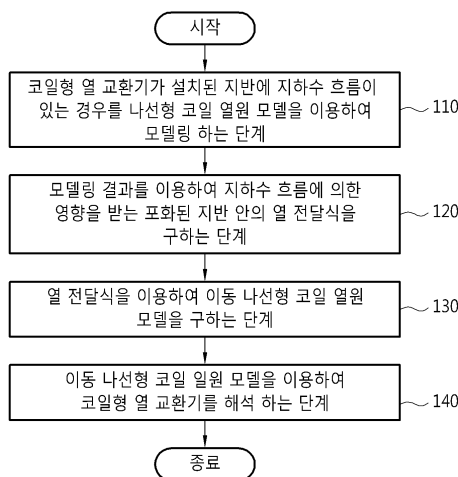 시작
코일형 열 교환기가 설치된 지반에 지하수 흐름이
있는 경우를 나선형 코일 열원 모델을 이용하여
모델링 하는 단계
110
모델링 결과를 이용하여 지하수 흐름에 의한
영향을 받는 포화된 지반 안의 열 전달식을
구하는 단계
120
열 전달식을 이용하여 이동 나선형 코일 열원
모델을 구하는 단계
130
이동 나선형 코일 일원 모델을 이용하여
코일형 열 교환기를 해석 하는 단계
140
종료